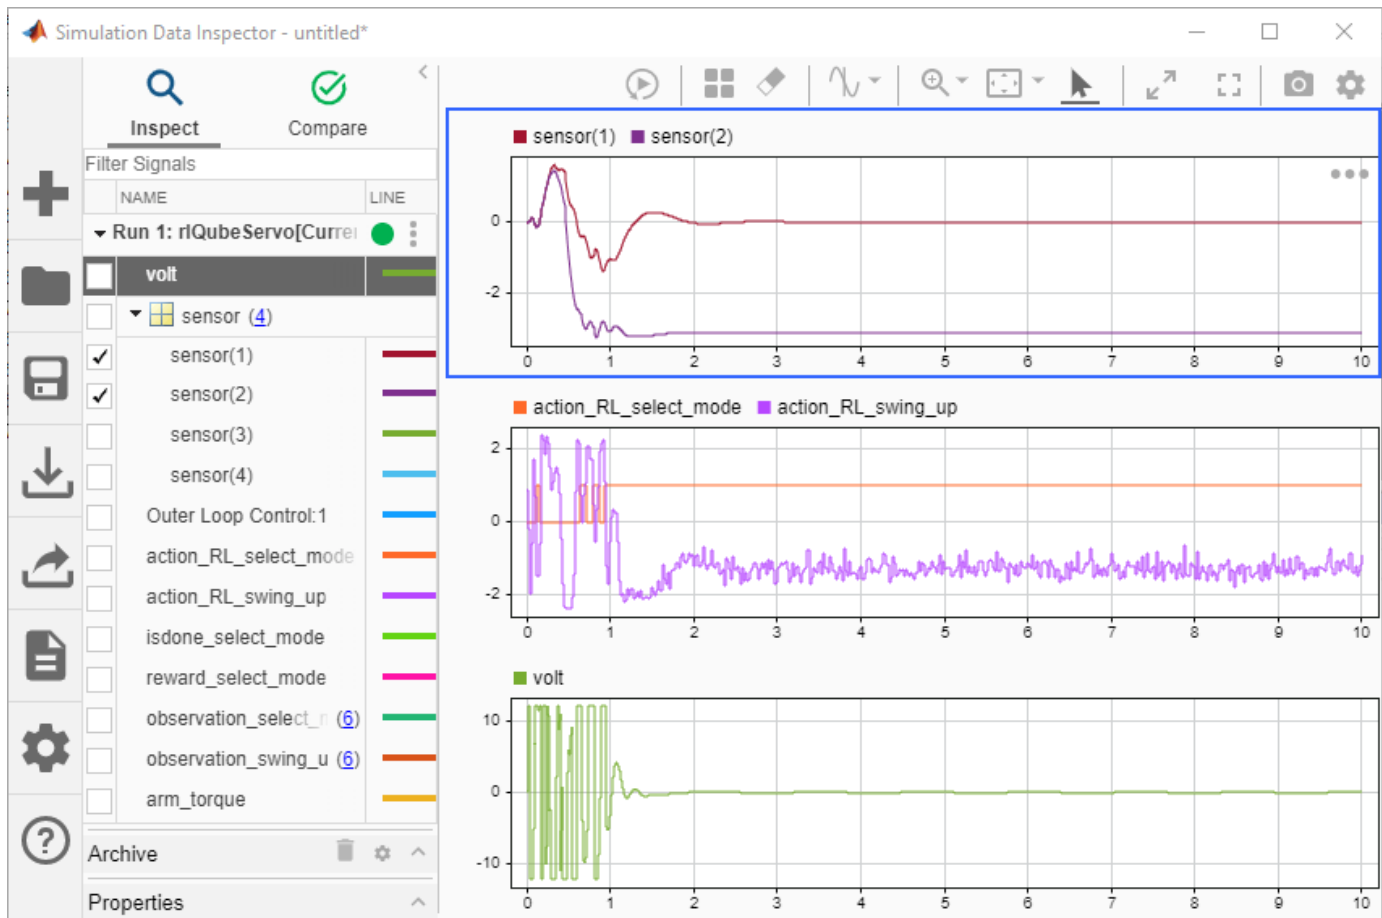 Simulation Data Inspector - untitled*
Inspect
Compare
Filter Signals
NAME
LINE
Run 1: rlQubeServo[Curre
volt
sensor (4)
sensor(1)
sensor(2)
sensor(3)
sensor(4)
Outer Loop Control:1
action_RL_select_mode
action_RL_swing_up
isdone_select_mode
reward_select_mode
observation_select_ (6)
observation_swing_u (6)
arm_torque
Archive
Properties
sensor(1) sensor(2)
0
-2
0 1 2 3 4 5 6 7 8 9 10
action_RL_select_mode action_RL_swing_up
2
0
-2
0 1 2 3 4 5 6 7 8 9 10
volt
10
0
-10
0 1 2 3 4 5 6 7 8 9 10